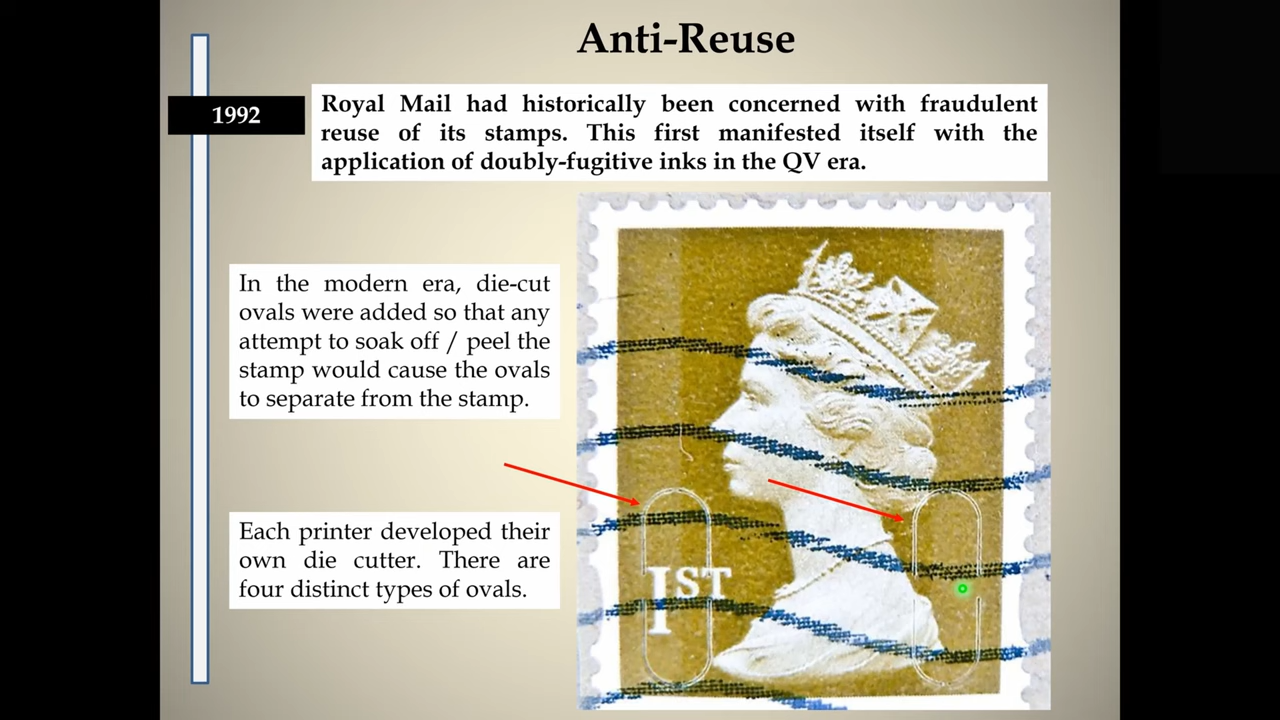 Anti-Reuse
1992
Royal Mail had historically been concerned with fraudulent
reuse of its stamps. This first manifested itself with the
application of doubly-fugitive inks in the QV era.
In the modern era, die-cut
ovals were added so that any
attempt to soak off / peel the
stamp would cause the ovals
to separate from the stamp.
Each printer developed their
own die cutter. There are
four distinct types of ovals.
1ST